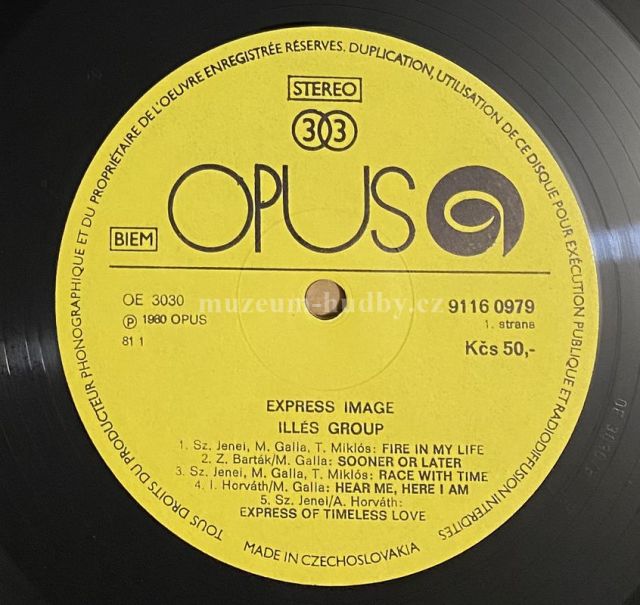 TOUS DROITS DU PRODUCTEUR PHONOGRAPHIQUE ET DU PROPRIÉTAIRE DE L'OEUVRE ENREGISTRÉE RÉSERVES. DUPLICATION, UTILISATION DE CE DISQUE POUR EXÉCUTION PUBLIQUE ET RADIODIFFUSION INTERDITES
STEREO
33
BIEM
OPUS
OE 3030
℗ 1980 OPUS
81 1
9116 0979
1. strana
Kčs 50,-
muzeum-hudby.cz
EXPRESS IMAGE
ILLÉS GROUP
1. Sz. Jenei, M. Galla, T. Miklós: FIRE IN MY LIFE
2. Z. Barták/M. Galla: SOONER OR LATER
3. Sz. Jenei, M. Galla, T. Miklós: RACE WITH TIME
4. I. Horváth/M. Galla: HEAR ME, HERE I AM
5. Sz. Jenei/A. Horváth:
EXPRESS OF TIMELESS LOVE
MADE IN CZECHOSLOVAKIA